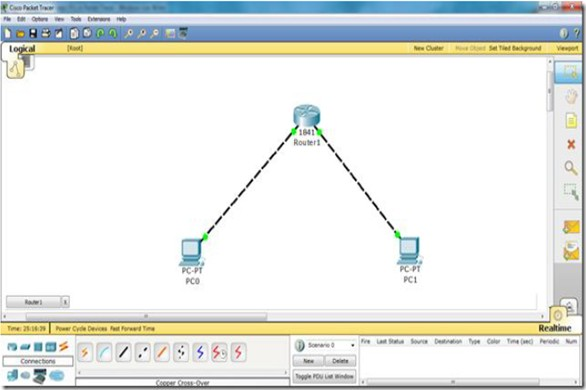 Cisco Packet Tracer
File Edit Options View Tools Extensions Help
Logical
[Root]
New Cluster Move Object Set Tiled Background Viewport
1841
Router1
PC-PT
PC0
PC-PT
PC1
Router1
Time: 25:16:39 Power Cycle Devices Fast Forward Time
Realtime
Connections
Copper Cross-Over
Scenario 0
New Delete
Toggle PDU List Window
Fire Last Status Source Destination Type Color Time (sec) Periodic Num